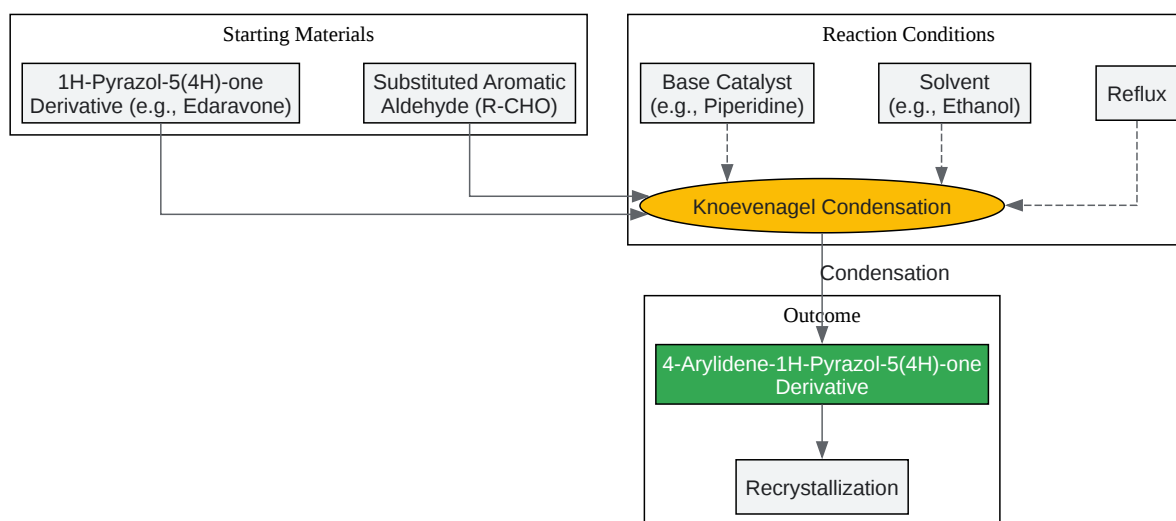 Starting Materials
1H-Pyrazol-5(4H)-one
Derivative (e.g., Edaravone)
Substituted Aromatic
Aldehyde (R-CHO)
Reaction Conditions
Base Catalyst
(e.g., Piperidine)
Solvent
(e.g., Ethanol)
Reflux
Knoevenagel Condensation
Condensation
Outcome
4-Arylidene-1H-Pyrazol-5(4H)-one
Derivative
Recrystallization